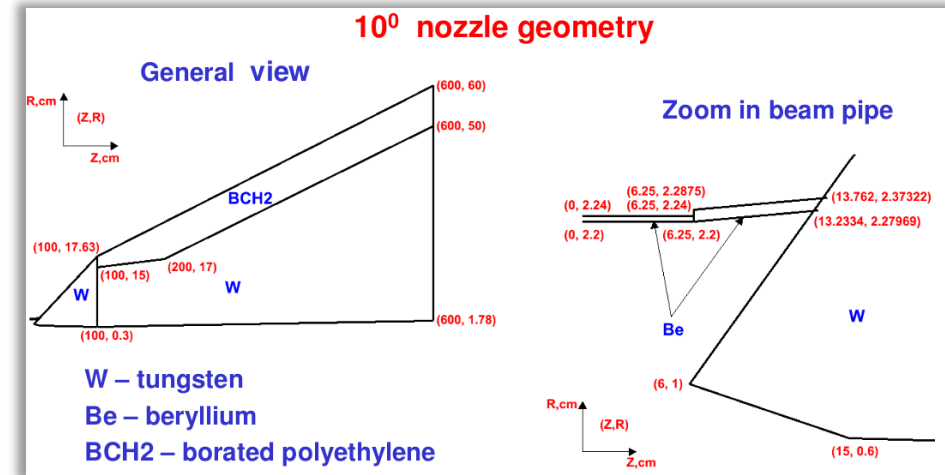 10⁰ nozzle geometry
General view
R,cm
(Z,R)
Z,cm
(600, 60)
(600, 50)
BCH2
(100, 17.63)
(100, 15)
(200, 17)
W
W
(100, 0.3)
(600, 1.78)
W – tungsten
Be – beryllium
BCH2 – borated polyethylene
Zoom in beam pipe
(6.25, 2.2875)
(0, 2.24)
(6.25, 2.24)
(13.762, 2.37322)
(13.2334, 2.27969)
(0, 2.2)
(6.25, 2.2)
Be
W
(6, 1)
R,cm
(Z,R)
Z,cm
(15, 0.6)